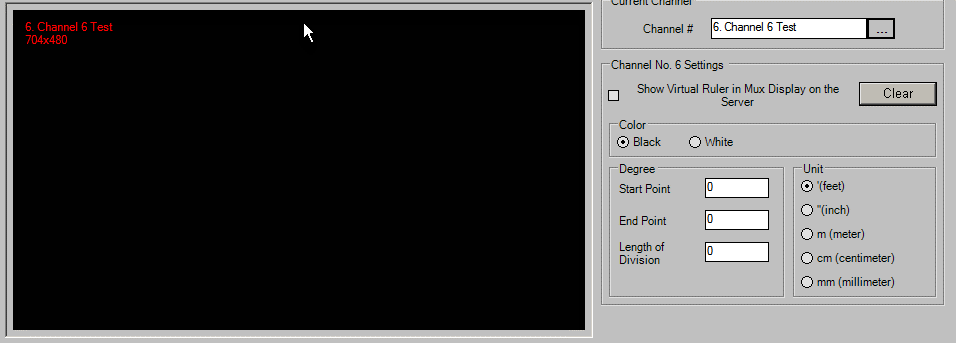 6. Channel 6 Test
704x480
Current Channel
Channel #
6. Channel 6 Test
...
Channel No. 6 Settings
Show Virtual Ruler in Mux Display on the
Server
Clear
Color
Black
White
Degree
Start Point
0
End Point
0
Length of
Division
0
Unit
'(feet)
"(inch)
m (meter)
cm (centimeter)
mm (millimeter)